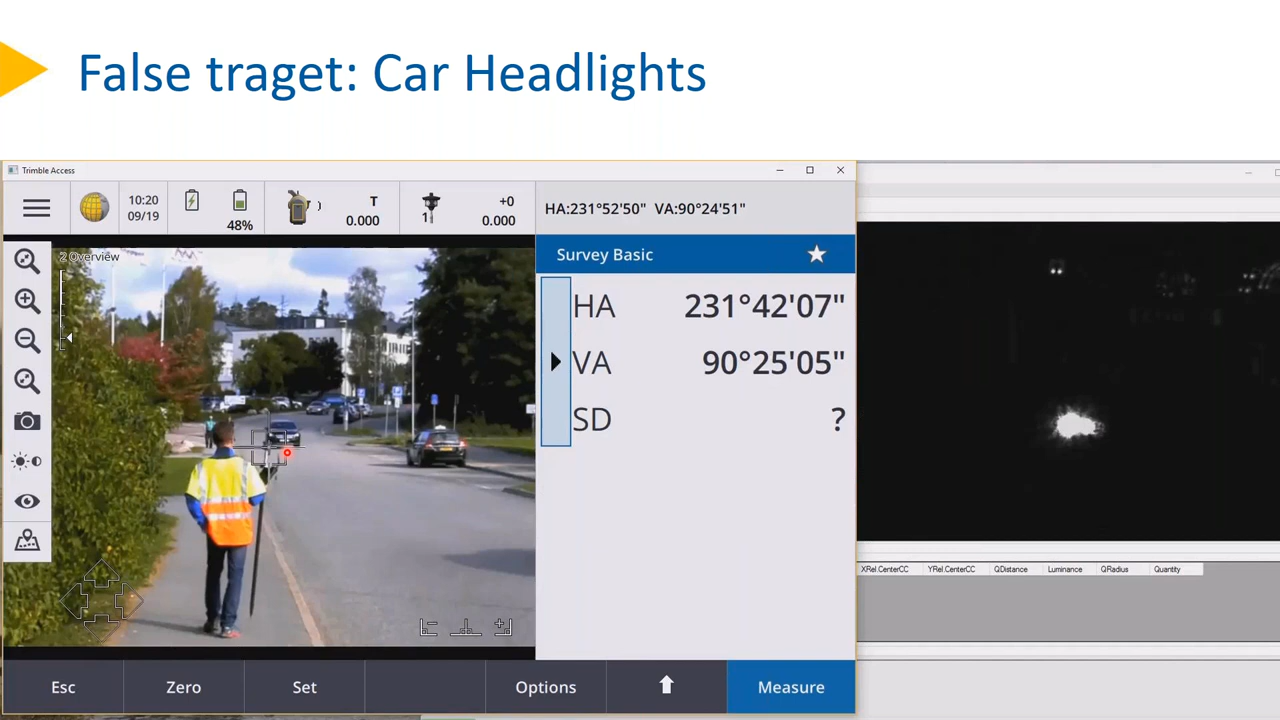 False traget: Car Headlights
Trimble Access
10:20
09/19
48%
T
0.000
1
+0
0.000
HA:231°52'50" VA:90°24'51"
2 Overview
Survey Basic
HA 231°42'07"
VA 90°25'05"
SD ?
XRel.CenterCC YRel.CenterCC QDistance Luminance QRadius Quantity
Esc Zero Set Options Measure